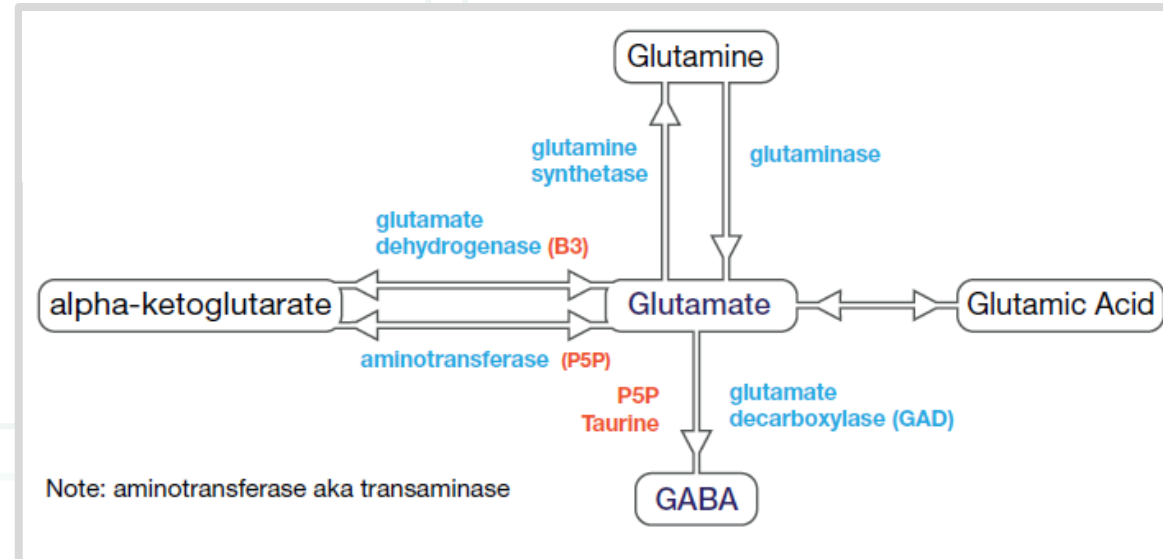 Glutamine
glutamine
synthetase
glutaminase
glutamate
dehydrogenase (B3)
alpha-ketoglutarate
Glutamate
Glutamic Acid
aminotransferase (P5P)
P5P
Taurine
glutamate
decarboxylase (GAD)
Note: aminotransferase aka transaminase
GABA